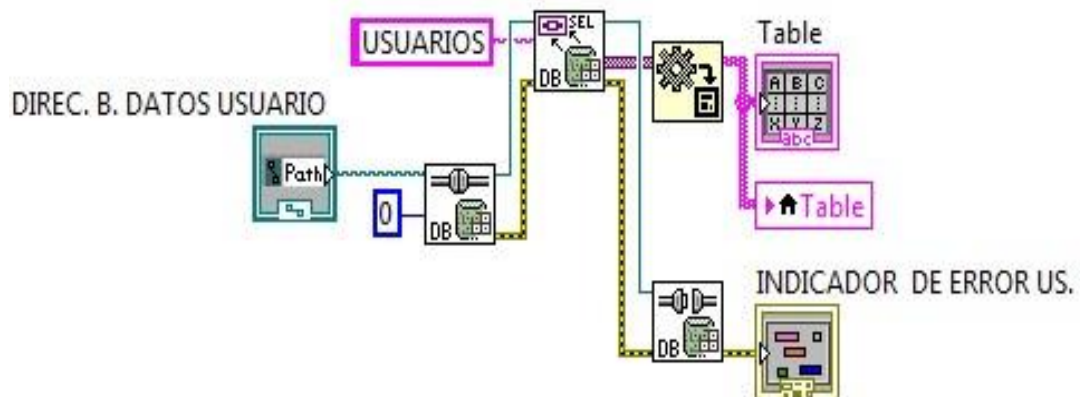 USUARIOS
SEL
DB
Table
A B C
X Y Z
abc
DIREC. B. DATOS USUARIO
Path
0
DB
Table
INDICADOR DE ERROR US.
DB